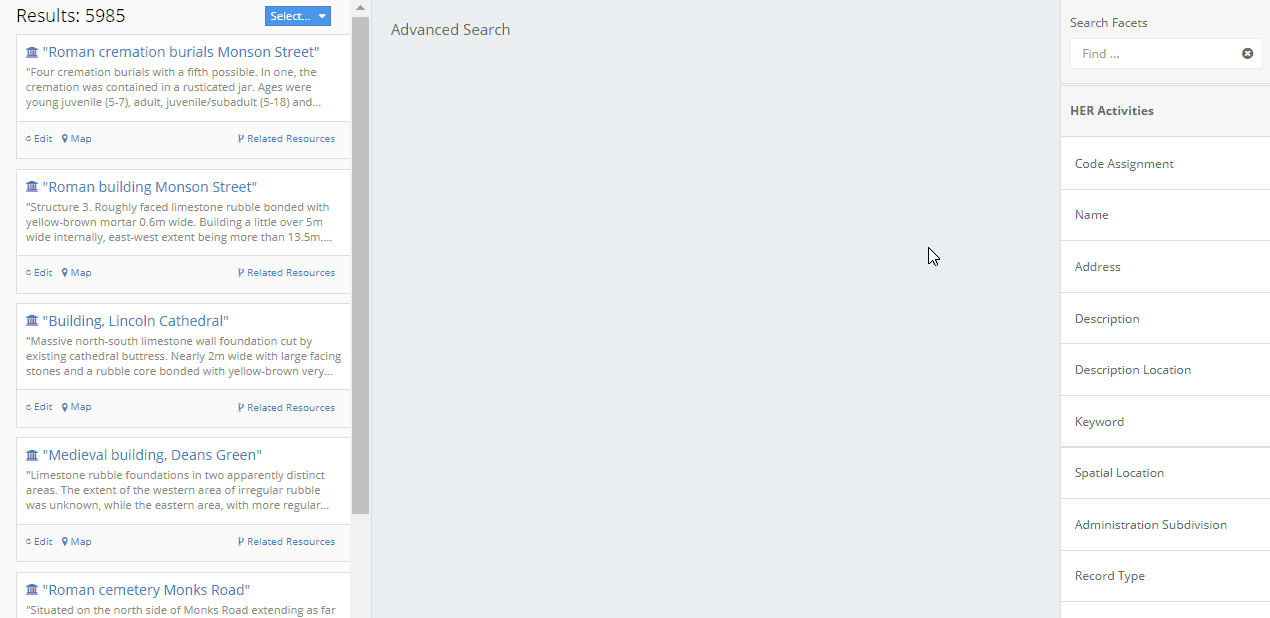 Results: 5985
Select...
"Roman cremation burials Monson Street"
"Four cremation burials with a fifth possible. In one, the
cremation was contained in a rusticated jar. Ages were
young juvenile (5-7), adult, juvenile/subadult (5-18) and...
Edit Map Related Resources
"Roman building Monson Street"
"Structure 3. Roughly faced limestone rubble bonded with
yellow-brown mortar 0.6m wide. Building a little over 5m
wide internally, east-west extent being more than 13.5m....
Edit Map Related Resources
"Building, Lincoln Cathedral"
"Massive north-south limestone wall foundation cut by
existing cathedral buttress. Nearly 2m wide with large facing
stones and a rubble core bonded with yellow-brown very...
Edit Map Related Resources
"Medieval building, Deans Green"
"Limestone rubble foundations in two apparently distinct
areas. The extent of the western area of irregular rubble
was unknown, while the eastern area, with more regular...
Edit Map Related Resources
"Roman cemetery Monks Road"
"Situated on the north side of Monks Road extending as far
Advanced Search
Search Facets
Find ...
HER Activities
Code Assignment
Name
Address
Description
Description Location
Keyword
Spatial Location
Administration Subdivision
Record Type